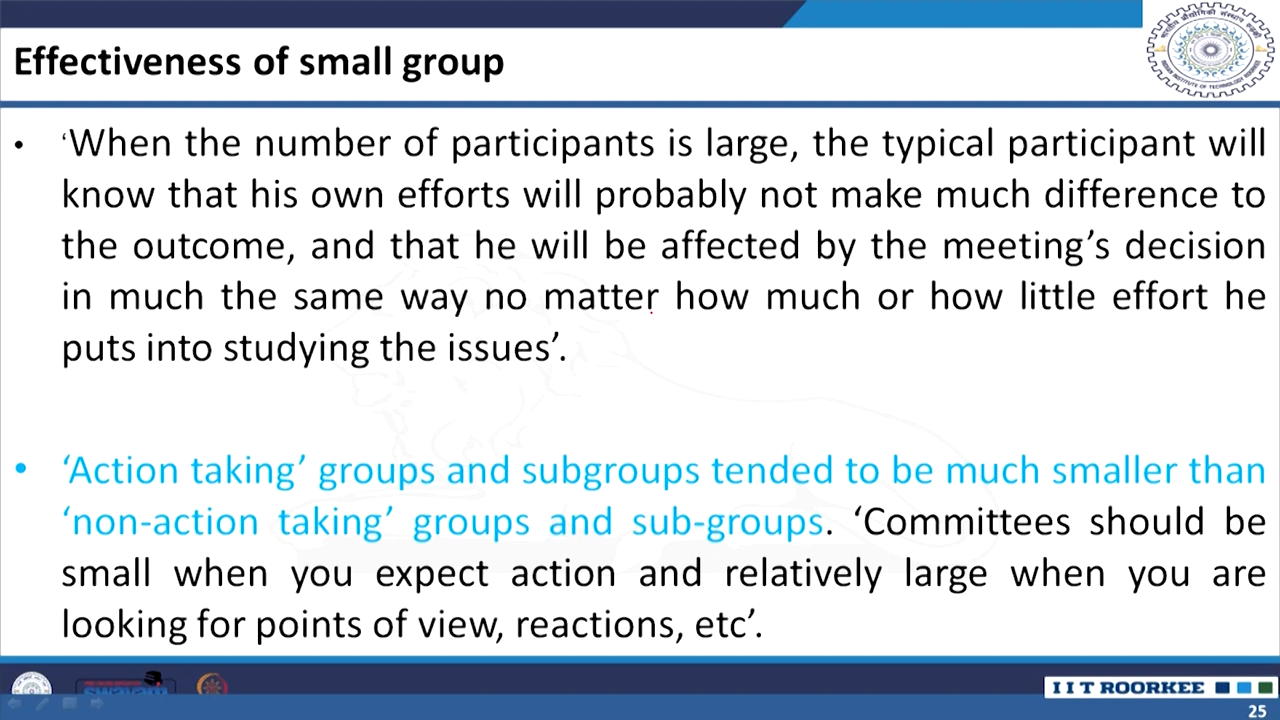 Effectiveness of small group
• ‘When the number of participants is large, the typical participant will
know that his own efforts will probably not make much difference to
the outcome, and that he will be affected by the meeting’s decision
in much the same way no matter how much or how little effort he
puts into studying the issues’.
• ‘Action taking’ groups and subgroups tended to be much smaller than
‘non-action taking’ groups and sub-groups. ‘Committees should be
small when you expect action and relatively large when you are
looking for points of view, reactions, etc’.
swayam
IIT ROORKEE
25